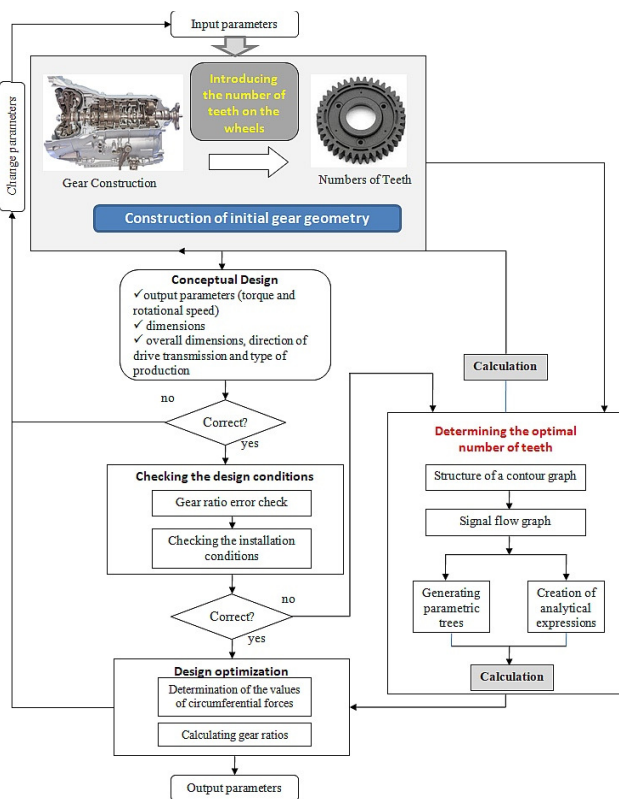 Input parameters
Change parameters
Introducing
the number of
teeth on the
wheels
Gear Construction
Numbers of Teeth
Construction of initial gear geometry
Conceptual Design
✓output parameters (torque and
rotational speed)
✓ dimensions
✓ overall dimensions, direction of
drive transmission and type of
production
Calculation
no
Correct?
yes
Determining the optimal
number of teeth
Checking the design conditions
Gear ratio error check
Checking the installation
conditions
Structure of a contour graph
Signal flow graph
Generating
parametric
trees
Creation of
analytical
expressions
no
Correct?
yes
Calculation
Design optimization
Determination of the values
of circumferential forces
Calculating gear ratios
Output parameters